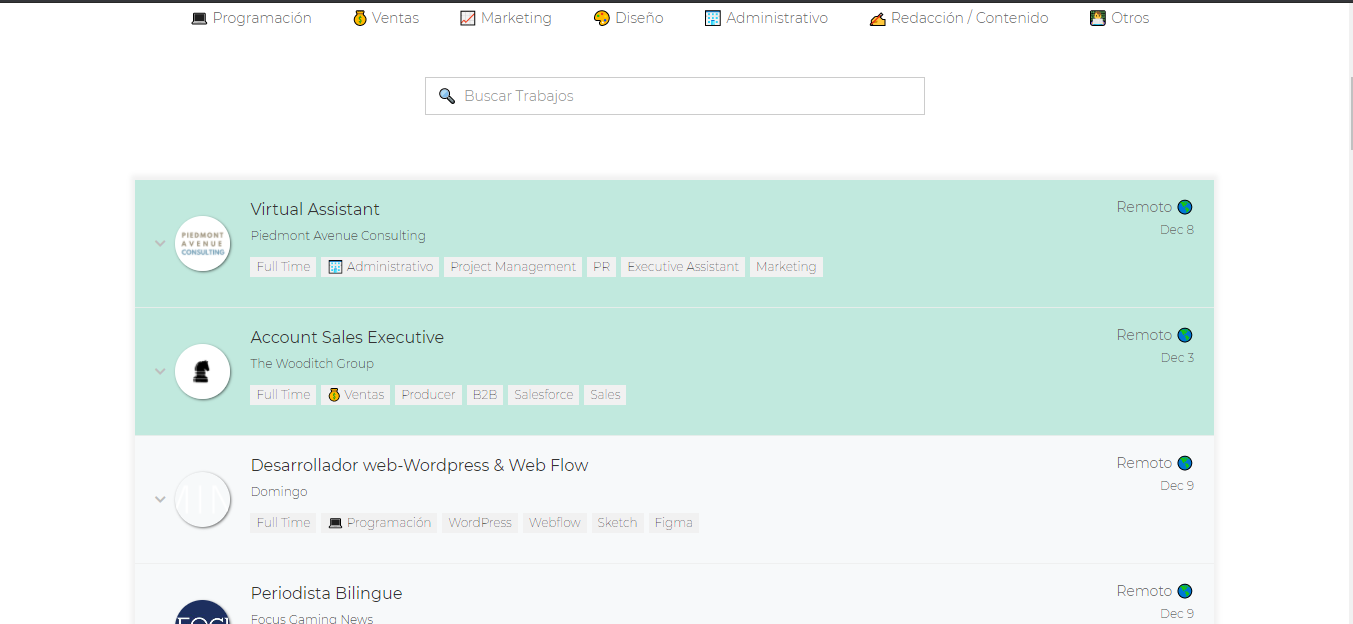 Programación Ventas Marketing Diseño Administrativo Redacción / Contenido Otros
Buscar Trabajos
Virtual Assistant
Remoto
PIEDMONT
AVENUE
CONSULTING
Piedmont Avenue Consulting
Dec 8
Full Time Administrativo Project Management PR Executive Assistant Marketing
Account Sales Executive
Remoto
The Wooditch Group
Dec 3
Full Time Ventas Producer B2B Salesforce Sales
Desarrollador web-Wordpress & Web Flow
Remoto
Domingo
Dec 9
Full Time Programación WordPress Webflow Sketch Figma
Periodista Bilingue
Remoto
Focus Gaming News
Dec 9